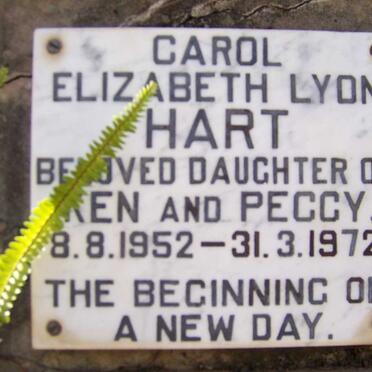 CAROL
ELIZABETH LYON
HART
BELOVED DAUGHTER O
KEN AND PEGGY.
8.8.1952 — 31.3.1972
THE BEGINNING O
A NEW DAY.